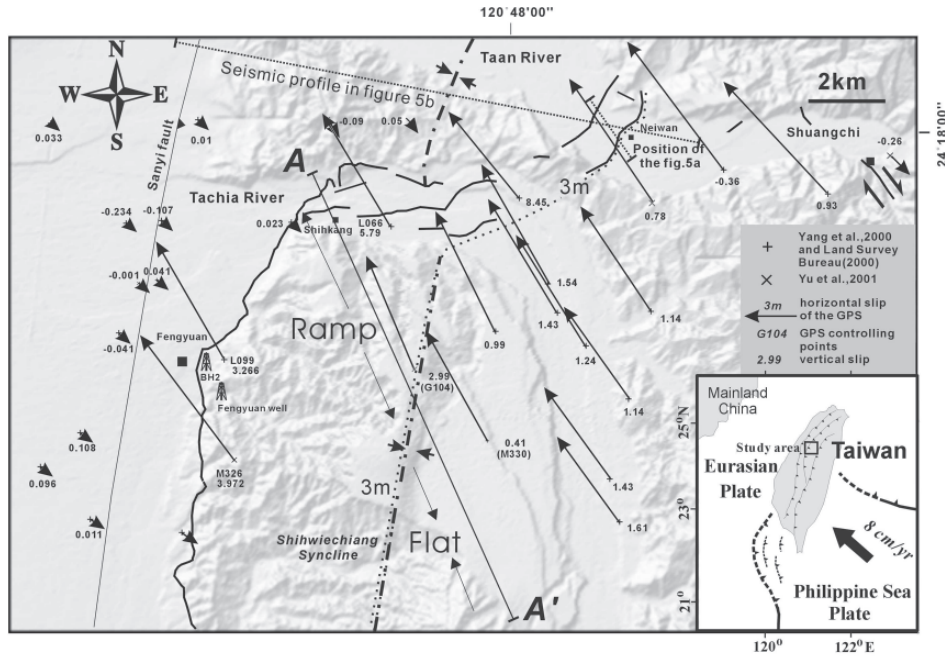 120°48'00"
N
W E
S
Taan River
Seismic profile in figure 5b
2km
Shuangchi
24°18'00"
Neiwan
Position of
the fig.5a
0.033
0.01
-0.09
0.05
-0.26
Sanyi fault
A
Tachia River
3m
8.45
0.78
-0.36
0.93
-0.234
-0.107
0.023
Shihkang
L066
5.79
-0.001
0.041
1.54
1.43
1.14
0.99
1.24
Ramp
-0.041
Fengyuan
BH2
L099
3.266
Fengyuan well
2.99
(G104)
1.14
0.41
(M330)
0.108
0.096
M326
3.972
3m
1.43
1.61
0.011
Shihwiechiang
Syncline
Flat
A'
Yang et al.,2000
and Land Survey
Bureau(2000)
Yu et al.,2001
3m horizontal slip
of the GPS
G104 GPS controlling
points
2.99 vertical slip
Mainland
China
Study area
Taiwan
Eurasian
Plate
8 cm/yr
Philippine Sea
Plate
25°N
23°
21°
120°
122°E